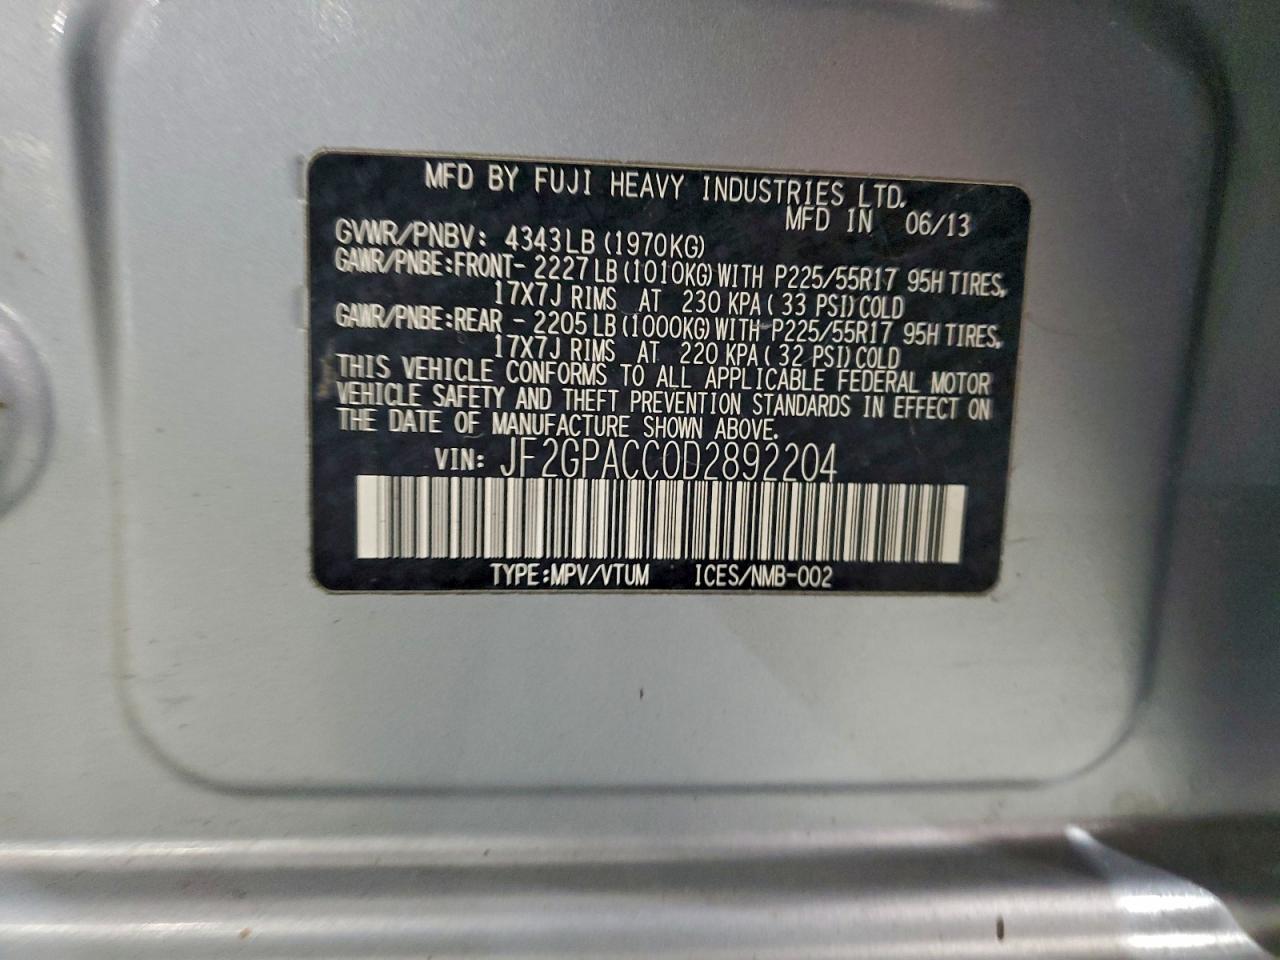 MFD BY FUJI HEAVY INDUSTRIES LTD.
MFD IN 06/13
GVWR/PNBV: 4343LB(1970KG)
GAWR/PNBE:FRONT-2227LB(1010KG)WITH P225/55R17 95H TIRES,
17X7J RIMS AT 230 KPA( 33 PSI)COLD
GAWR/PNBE:REAR -2205LB(1000KG)WITH P225/55R17 95H TIRES,
17X7J RIMS AT 220 KPA( 32 PSI)COLD
THIS VEHICLE CONFORMS TO ALL APPLICABLE FEDERAL MOTOR
VEHICLE SAFETY AND THEFT PREVENTION STANDARDS IN EFFECT ON
THE DATE OF MANUFACTURE SHOWN ABOVE.
VIN: JF2GPACC0D2892204
TYPE:MPV/VTUM ICES/NMB-002